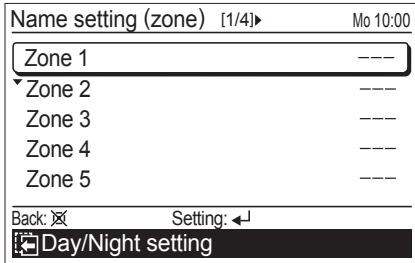 Name setting (zone) [1/4] Mo 10:00
Zone 1 ---
Zone 2 ---
Zone 3 ---
Zone 4 ---
Zone 5 ---
Back: Setting:
Day/Night setting